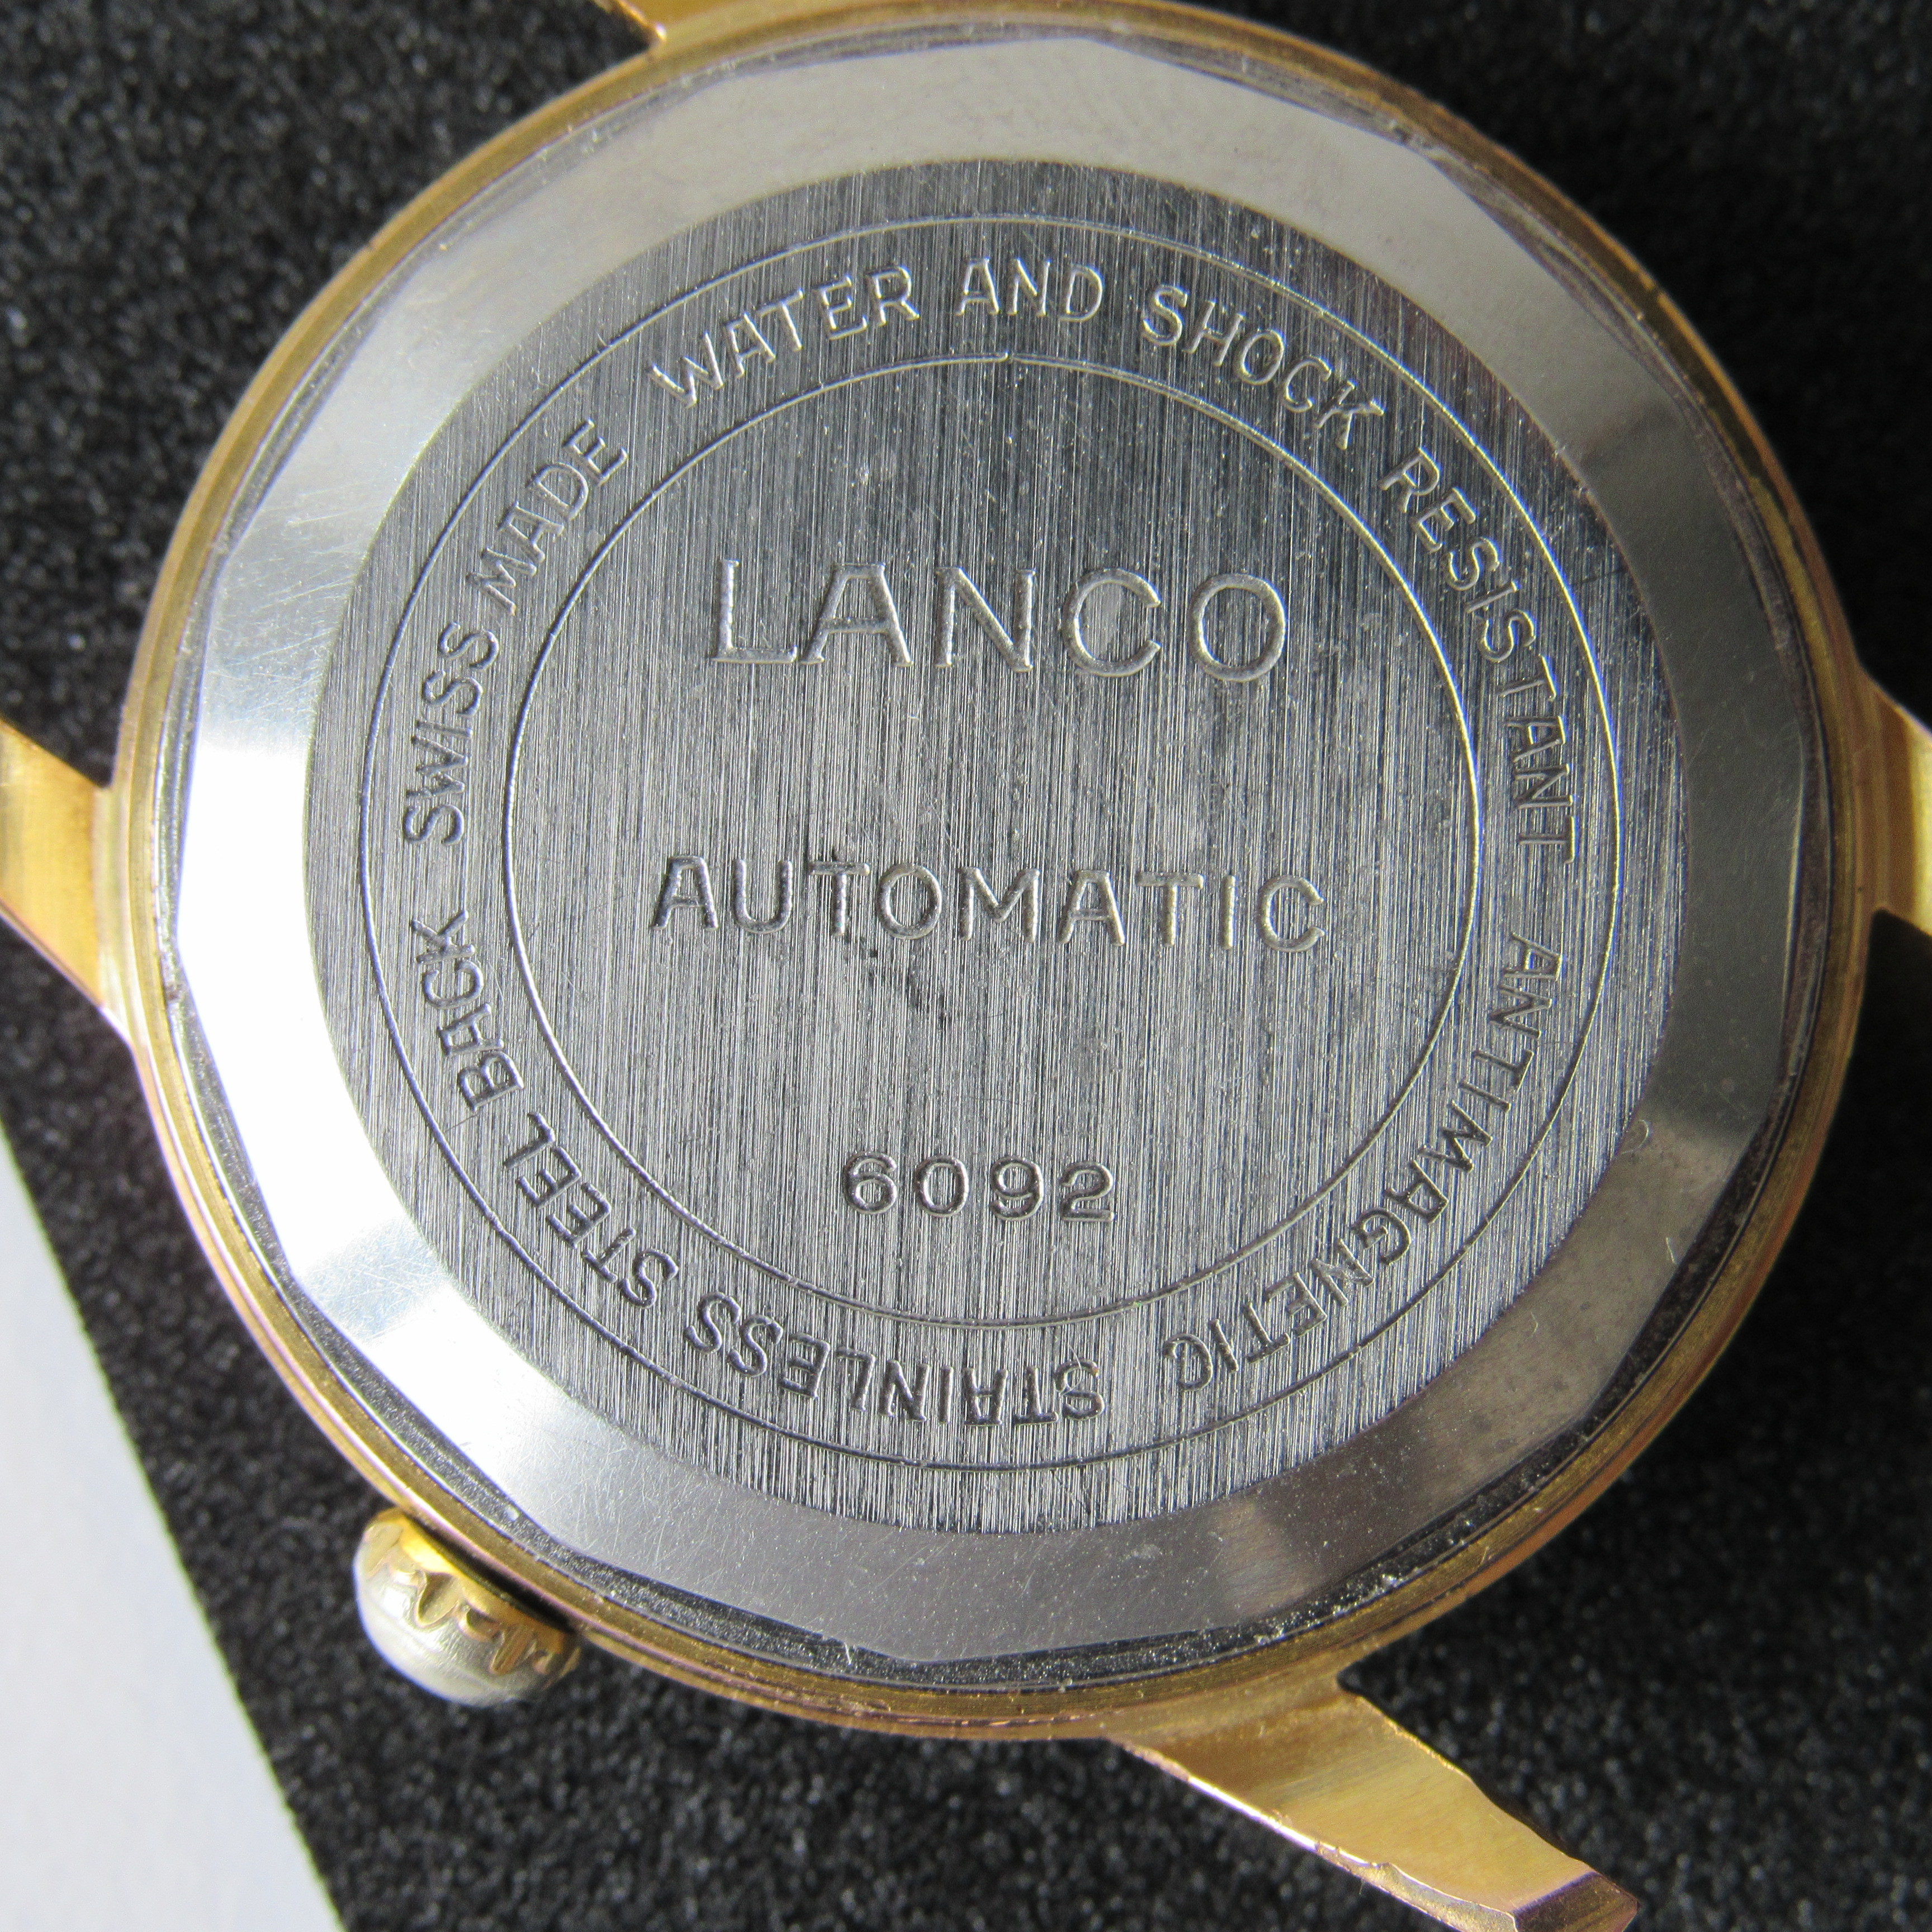 WATER AND SHOCK RESISTANT ANTIMAGNETIC STAINLESS STEEL BACK SWISS MADE
LANCO
AUTOMATIC
6092